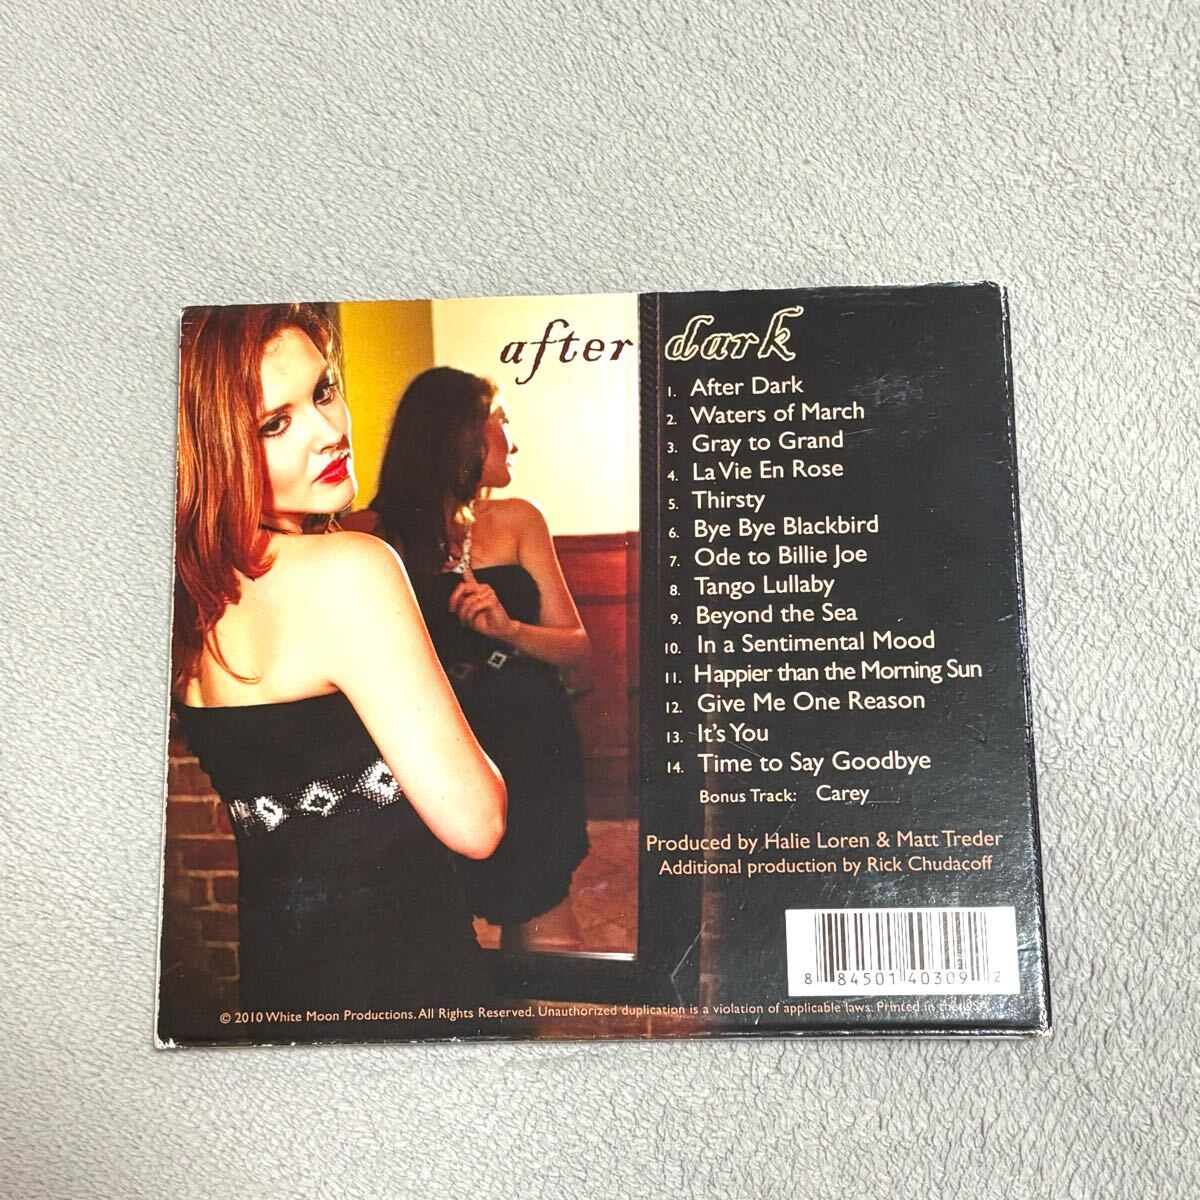 after dark
1. After Dark
2. Waters of March
3. Gray to Grand
4. La Vie En Rose
5. Thirsty
6. Bye Bye Blackbird
7. Ode to Billie Joe
8. Tango Lullaby
9. Beyond the Sea
10. In a Sentimental Mood
11. Happier than the Morning Sun
12. Give Me One Reason
13. It's You
14. Time to Say Goodbye
Bonus Track: Carey
Produced by Halie Loren & Matt Treder
Additional production by Rick Chudacoff
8 84501 40309 2
© 2010 White Moon Productions. All Rights Reserved. Unauthorized duplication is a violation of applicable laws. Printed in the USA